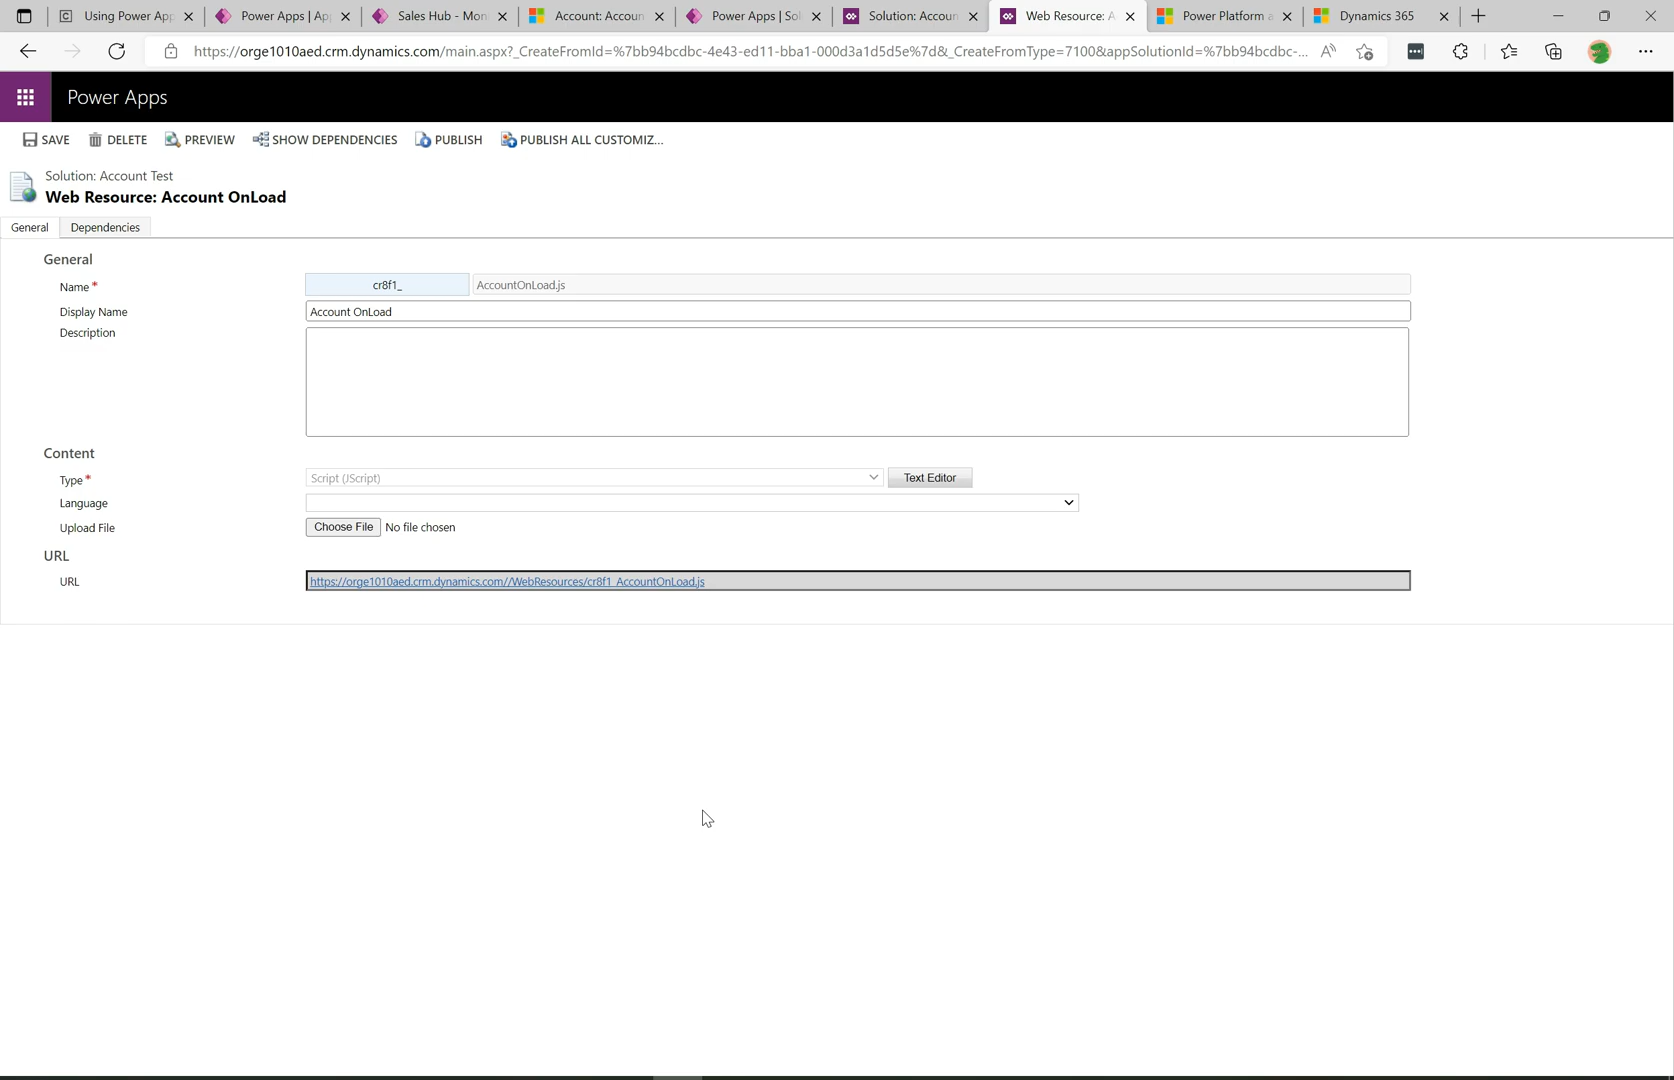 Using Power App
Power Apps | Ap
Sales Hub - Mon
Account: Accoun
Power Apps | Sol
Solution: Accoun
Web Resource: A
Power Platform a
Dynamics 365
https://orge1010aed.crm.dynamics.com/main.aspx?_CreateFromId=%7bb94bcdbc-4e43-ed11-bba1-000d3a1d5d5e%7d&_CreateFromType=7100&appSolutionId=%7bb94bcdbc-...
Power Apps
SAVE DELETE PREVIEW SHOW DEPENDENCIES PUBLISH PUBLISH ALL CUSTOMIZ...
Solution: Account Test
Web Resource: Account OnLoad
General Dependencies
General
Name * cr8f1_ AccountOnLoad.js
Display Name Account OnLoad
Description
Content
Type * Script (JScript) Text Editor
Language
Upload File Choose File No file chosen
URL
URL https://orge1010aed.crm.dynamics.com//WebResources/cr8f1_AccountOnLoad.js